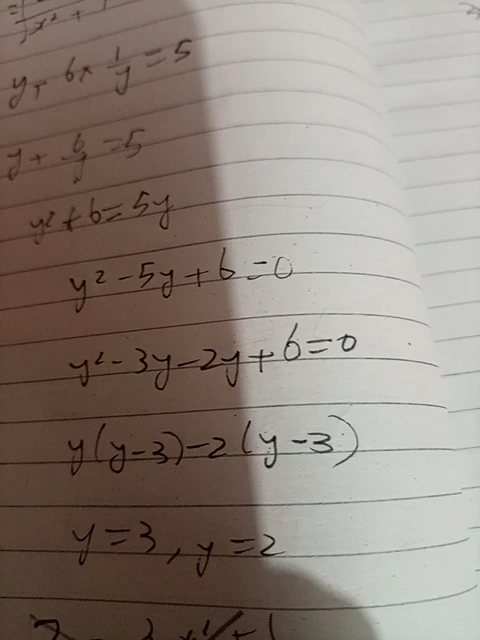 y + 6 × 1/y = 5
y + 6/y = 5
y² + 6 = 5y
y² - 5y + 6 = 0
y² - 3y - 2y + 6 = 0
y(y-3) - 2(y-3)
y = 3, y = 2